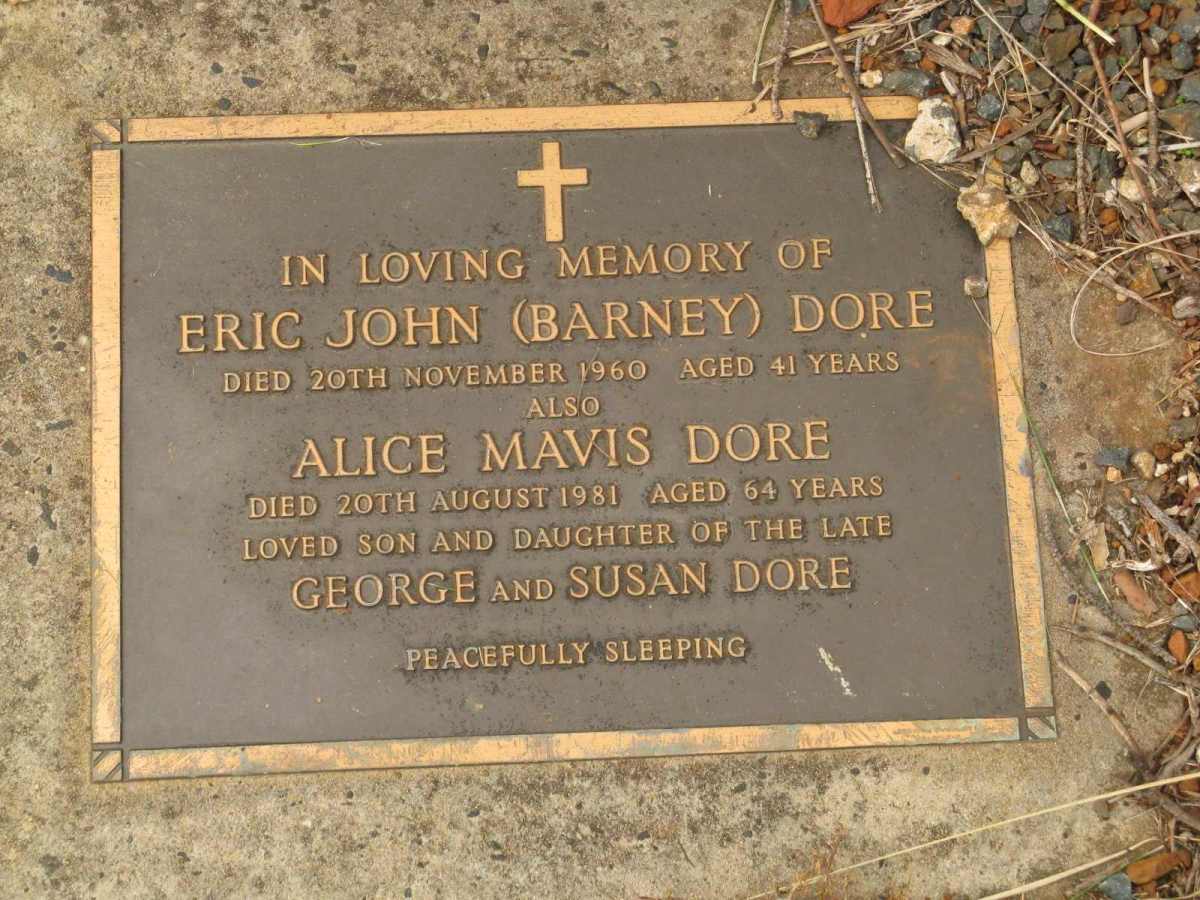 IN LOVING MEMORY OF
ERIC JOHN (BARNEY) DORE
DIED 20TH NOVEMBER 1960 AGED 41 YEARS
ALSO
ALICE MAVIS DORE
DIED 20TH AUGUST 1981 AGED 64 YEARS
LOVED SON AND DAUGHTER OF THE LATE
GEORGE AND SUSAN DORE
PEACEFULLY SLEEPING